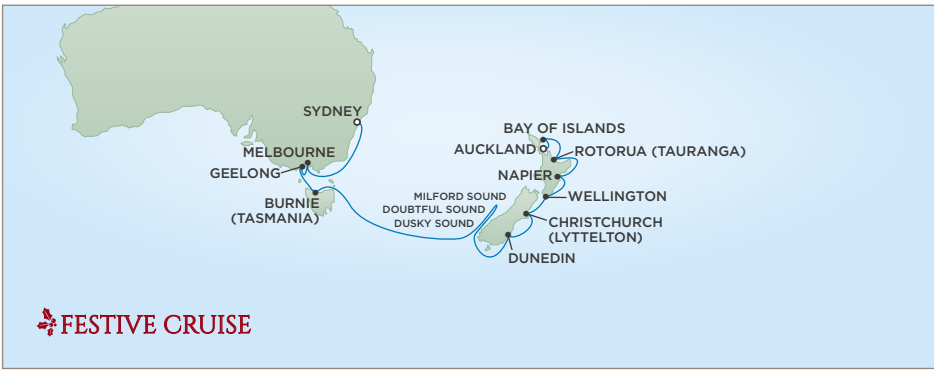 SYDNEY
MELBOURNE
GEELONG
BURNIE
(TASMANIA)
MILFORD SOUND
DOUBTFUL SOUND
DUSKY SOUND
BAY OF ISLANDS
AUCKLAND
ROTORUA (TAURANGA)
NAPIER
WELLINGTON
CHRISTCHURCH
(LYTTELTON)
DUNEDIN
FESTIVE CRUISE